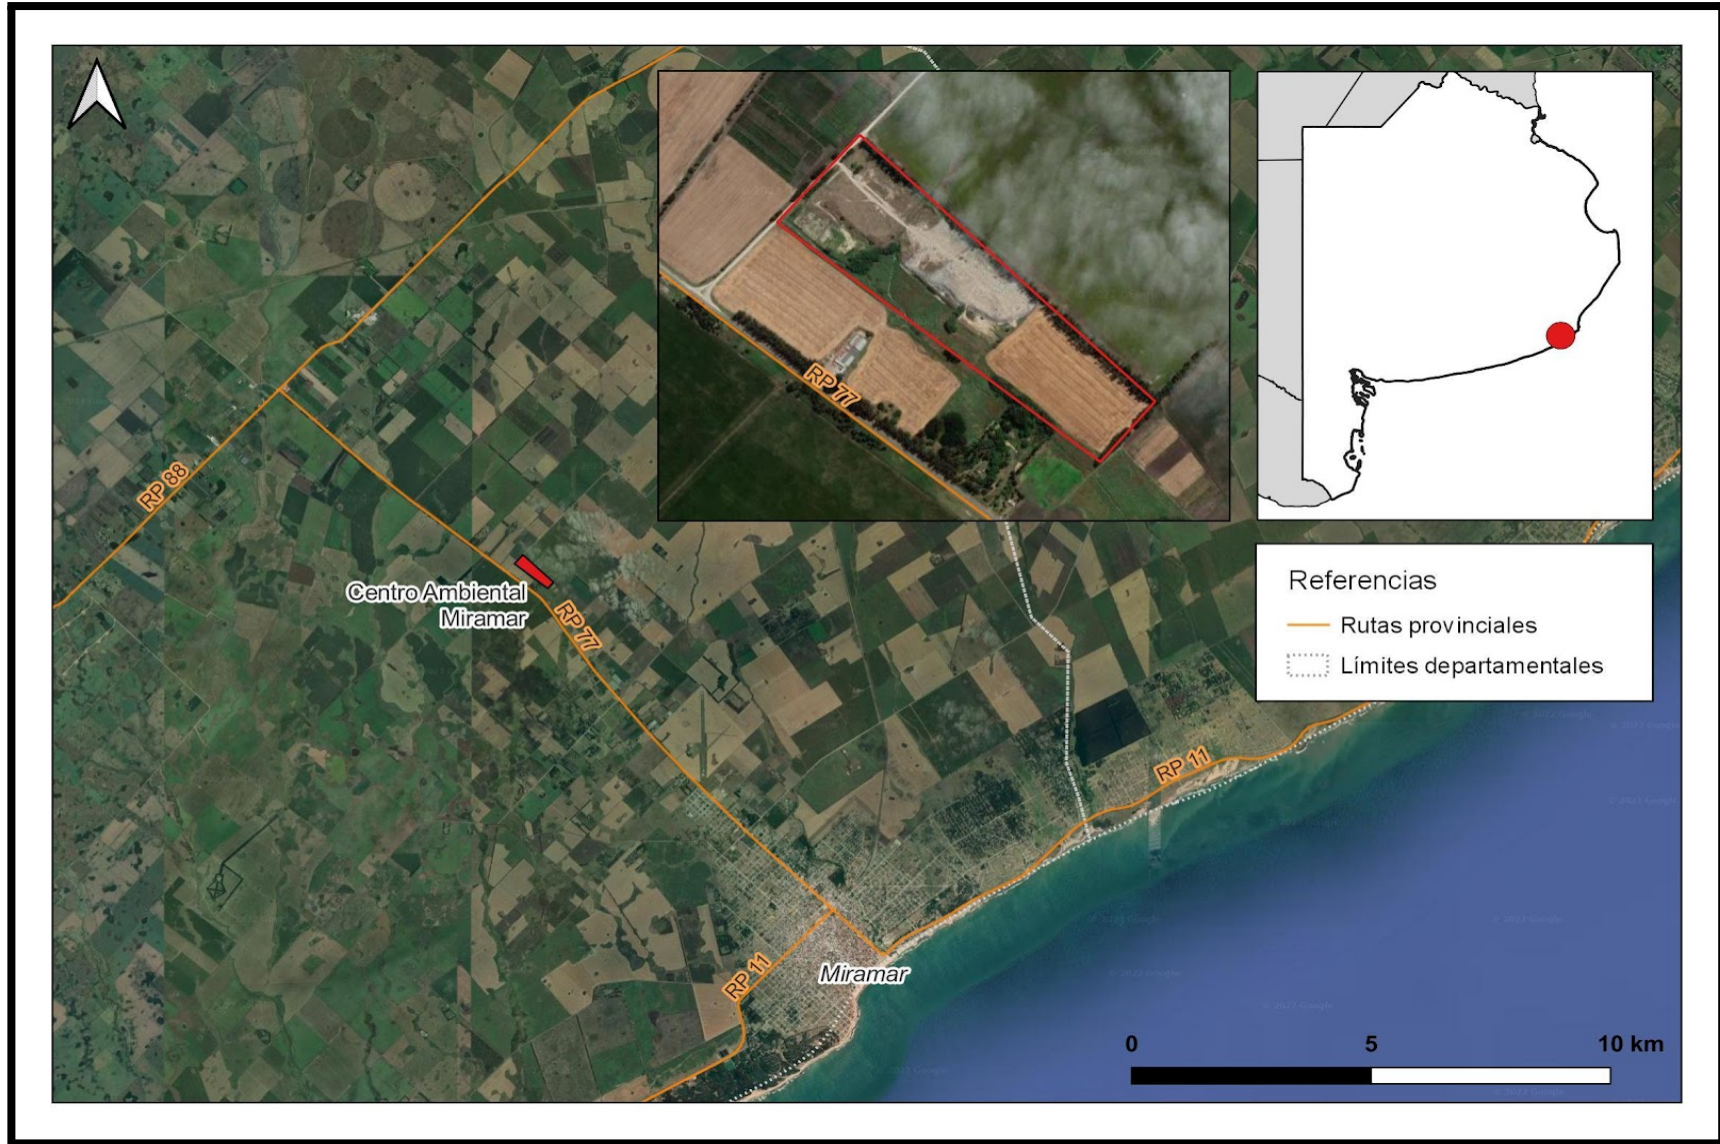 RP 77
RP 88
Centro Ambiental
Miramar
RP 77
Referencias
Rutas provinciales
Límites departamentales
RP 11
RP 11
Miramar
0 5 10 km